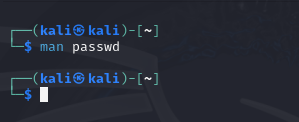 ┌──(kali㉿kali)-[~]
└─$ man passwd
┌──(kali㉿kali)-[~]
└─$